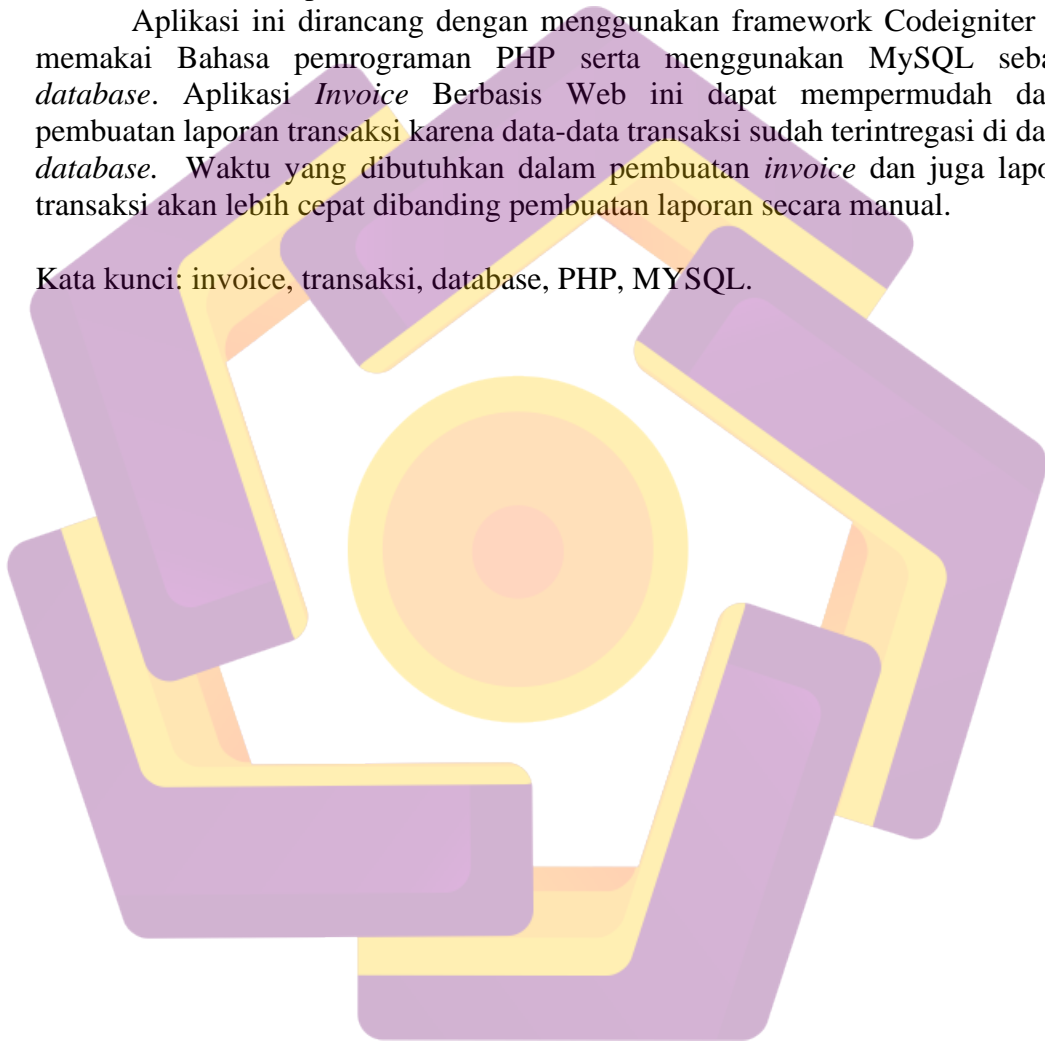 Aplikasi ini dirancang dengan menggunakan framework Codeigniter
memakai Bahasa pemrograman PHP serta menggunakan MySQL seba
database. Aplikasi Invoice Berbasis Web ini dapat mempermudah da
pembuatan laporan transaksi karena data-data transaksi sudah terintregasi di da
database. Waktu yang dibutuhkan dalam pembuatan invoice dan juga lapo
transaksi akan lebih cepat dibanding pembuatan laporan secara manual.
Kata kunci: invoice, transaksi, database, PHP, MYSQL.